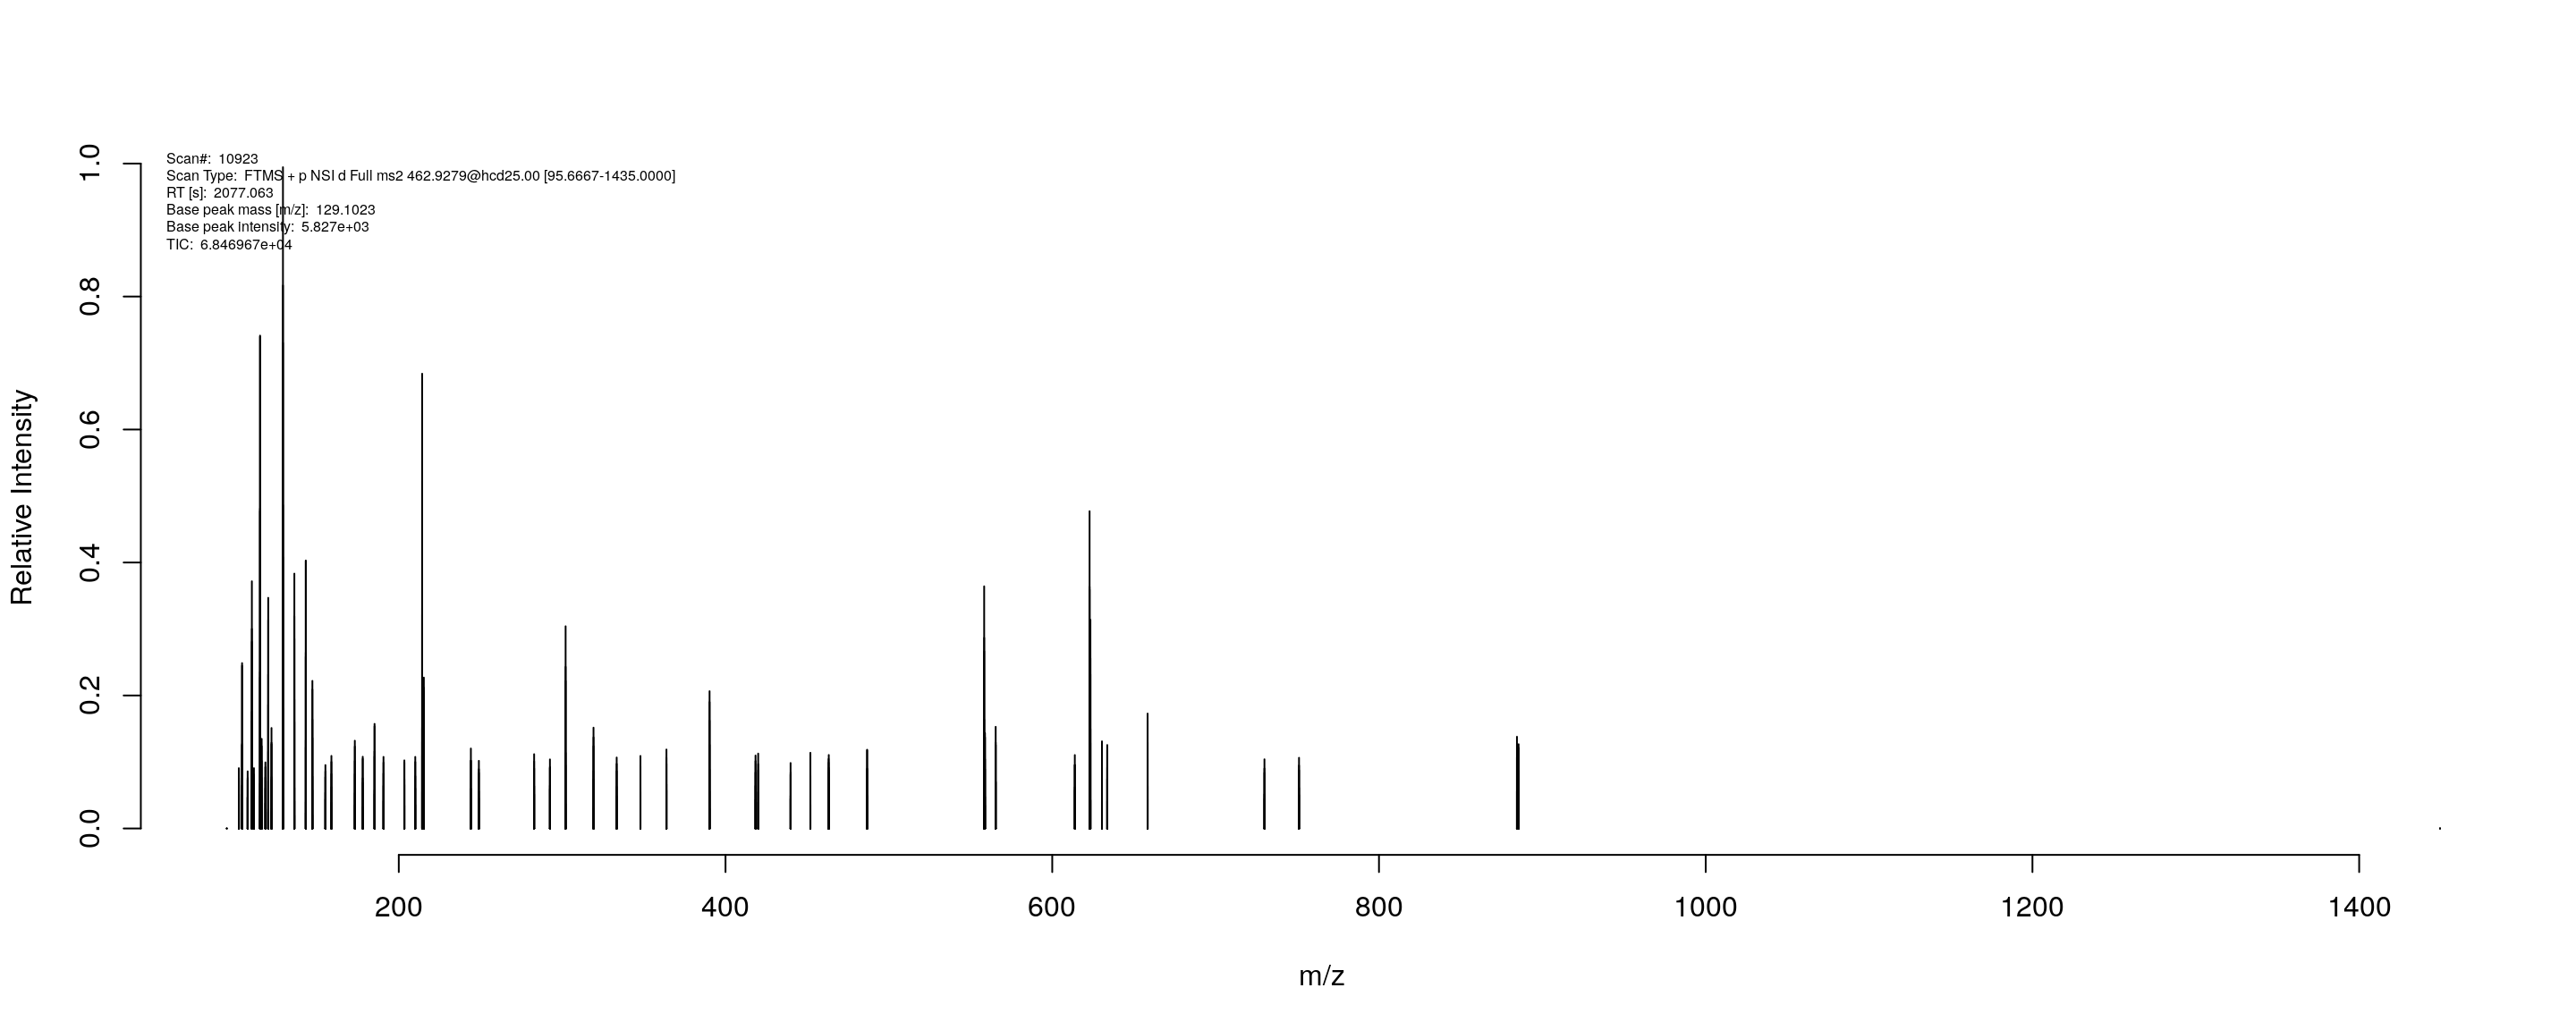 Scan#: 10923
Scan Type: FTMS + p NSI d Full ms2 462.9279@hcd25.00 [95.6667-1435.0000]
RT [s]: 2077.063
Base peak mass [m/z]: 129.1023
Base peak intensity: 5.827e+03
TIC: 6.846967e+04
1.0
0.8
0.6
0.4
0.2
0.0
Relative Intensity
200 400 600 800 1000 1200 1400
m/z